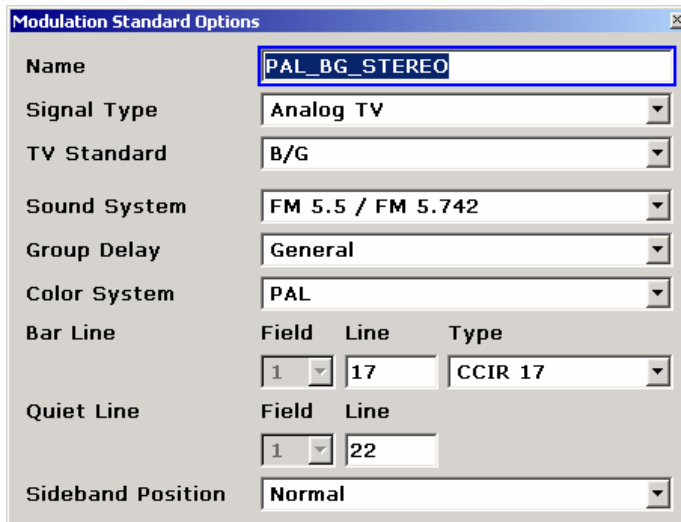 Modulation Standard Options
Name PAL_BG_STEREO
Signal Type Analog TV
TV Standard B/G
Sound System FM 5.5 / FM 5.742
Group Delay General
Color System PAL
Bar Line Field Line Type
1 17 CCIR 17
Quiet Line Field Line
1 22
Sideband Position Normal